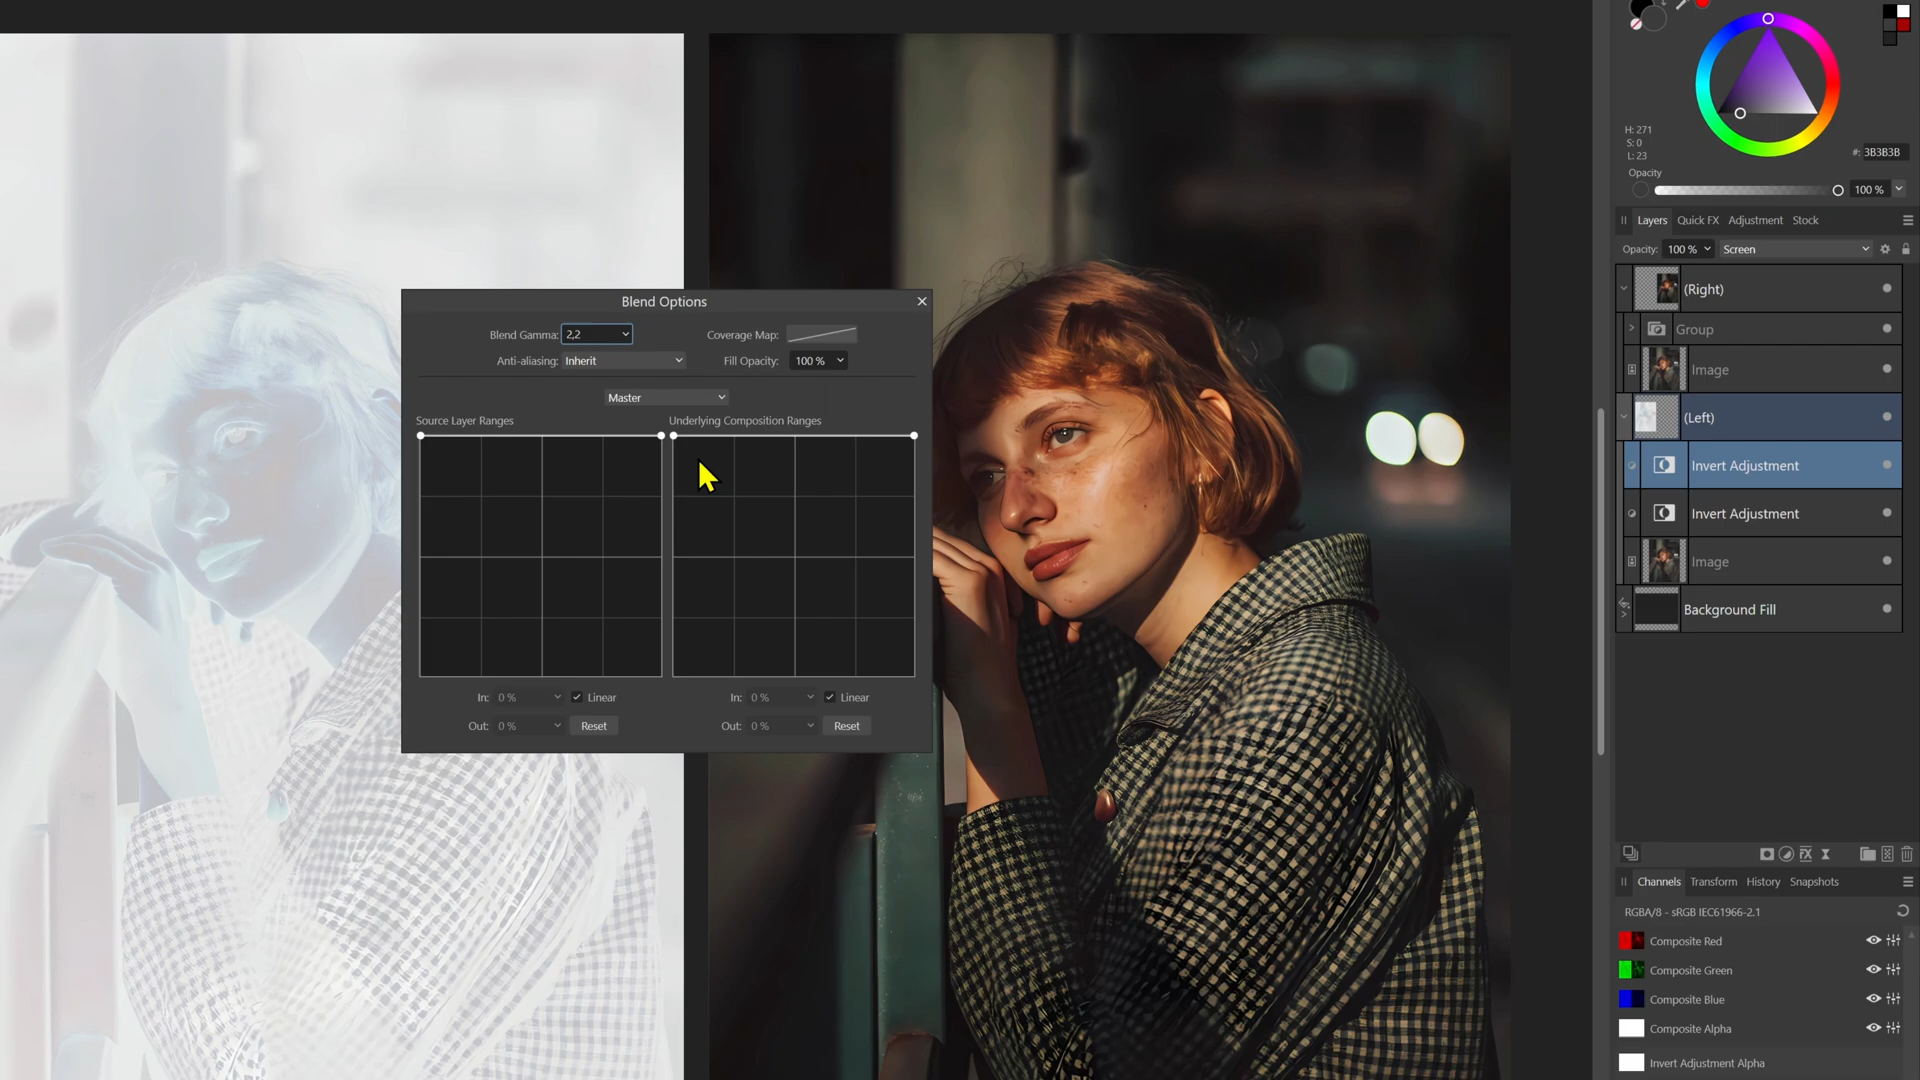 H: 271
S: 0
L: 23
#: 3B3B3B
Opacity
100 %
Layers Quick FX Adjustment Stock
Opacity: 100 % Screen
(Right)
Group
Image
(Left)
Invert Adjustment
Invert Adjustment
Image
Background Fill
Blend Options
Blend Gamma: 2,2 Coverage Map:
Anti-aliasing: Inherit Fill Opacity: 100 %
Master
Source Layer Ranges Underlying Composition Ranges
In: 0 % Linear In: 0 % Linear
Out: 0 % Reset Out: 0 % Reset
Channels Transform History Snapshots
RGBA/8 - sRGB IEC61966-2.1
Composite Red
Composite Green
Composite Blue
Composite Alpha
Invert Adjustment Alpha